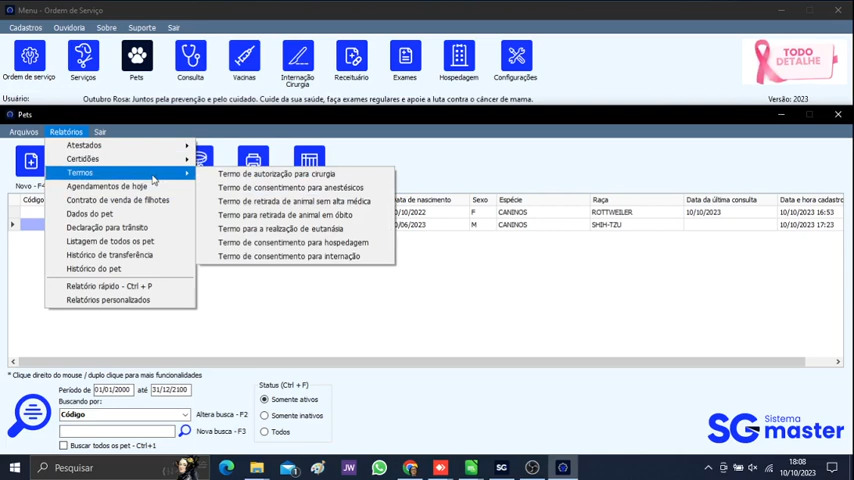 Menu - Ordem de Serviço
Cadastros Ouvidoria Sobre Suporte Sair
Ordem de serviço Serviços Pets Consulta Vacinas Internação Cirurgia Receituário Exames Hospedagem Configurações
TODO DETALHE
Usuário: Outubro Rosa: Juntos pela prevenção e pelo cuidado. Cuide da sua saúde, faça exames regulares e apoie a luta contra o câncer de mama. Versão: 2023
Pets
Arquivos Relatórios Sair
Novo - F4
Atestados
Certidões
Termos
Agendamentos de hoje
Contrato de venda de filhotes
Dados do pet
Declaração para trânsito
Listagem de todos os pet
Histórico de transferência
Histórico do pet
Relatório rápido - Ctrl + P
Relatórios personalizados
Termo de autorização para cirurgia
Termo de consentimento para anestésicos
Termo de retirada de animal sem alta médica
Termo para retirada de animal em óbito
Termo para a realização de eutanásia
Termo de consentimento para hospedagem
Termo de consentimento para internação
Código Data de nascimento Sexo Espécie Raça Data da última consulta Data e hora cadastro
/10/2022 F CANINOS ROTTWEILER 10/10/2023 10/10/2023 16:53
/06/2023 M CANINOS SHIH-TZU 10/10/2023 17:23
* Clique direito do mouse / duplo clique para mais funcionalidades
Período de 01/01/2000 até 31/12/2100
Buscando por:
Código
Altera busca - F2
Nova busca - F3
Buscar todos os pet - Ctrl+1
Status (Ctrl + F)
Somente ativos
Somente inativos
Todos
SG Sistema master
Pesquisar
JW
SG
18:08
10/10/2023